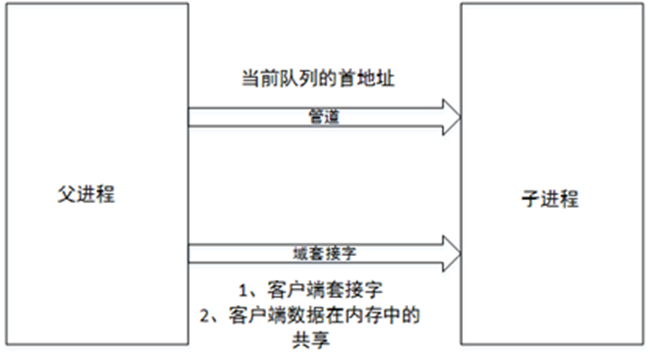 当前队列的首地址
管道
父进程
子进程
域套接字
1、客户端套接字
2、客户端数据在内存中的
共享